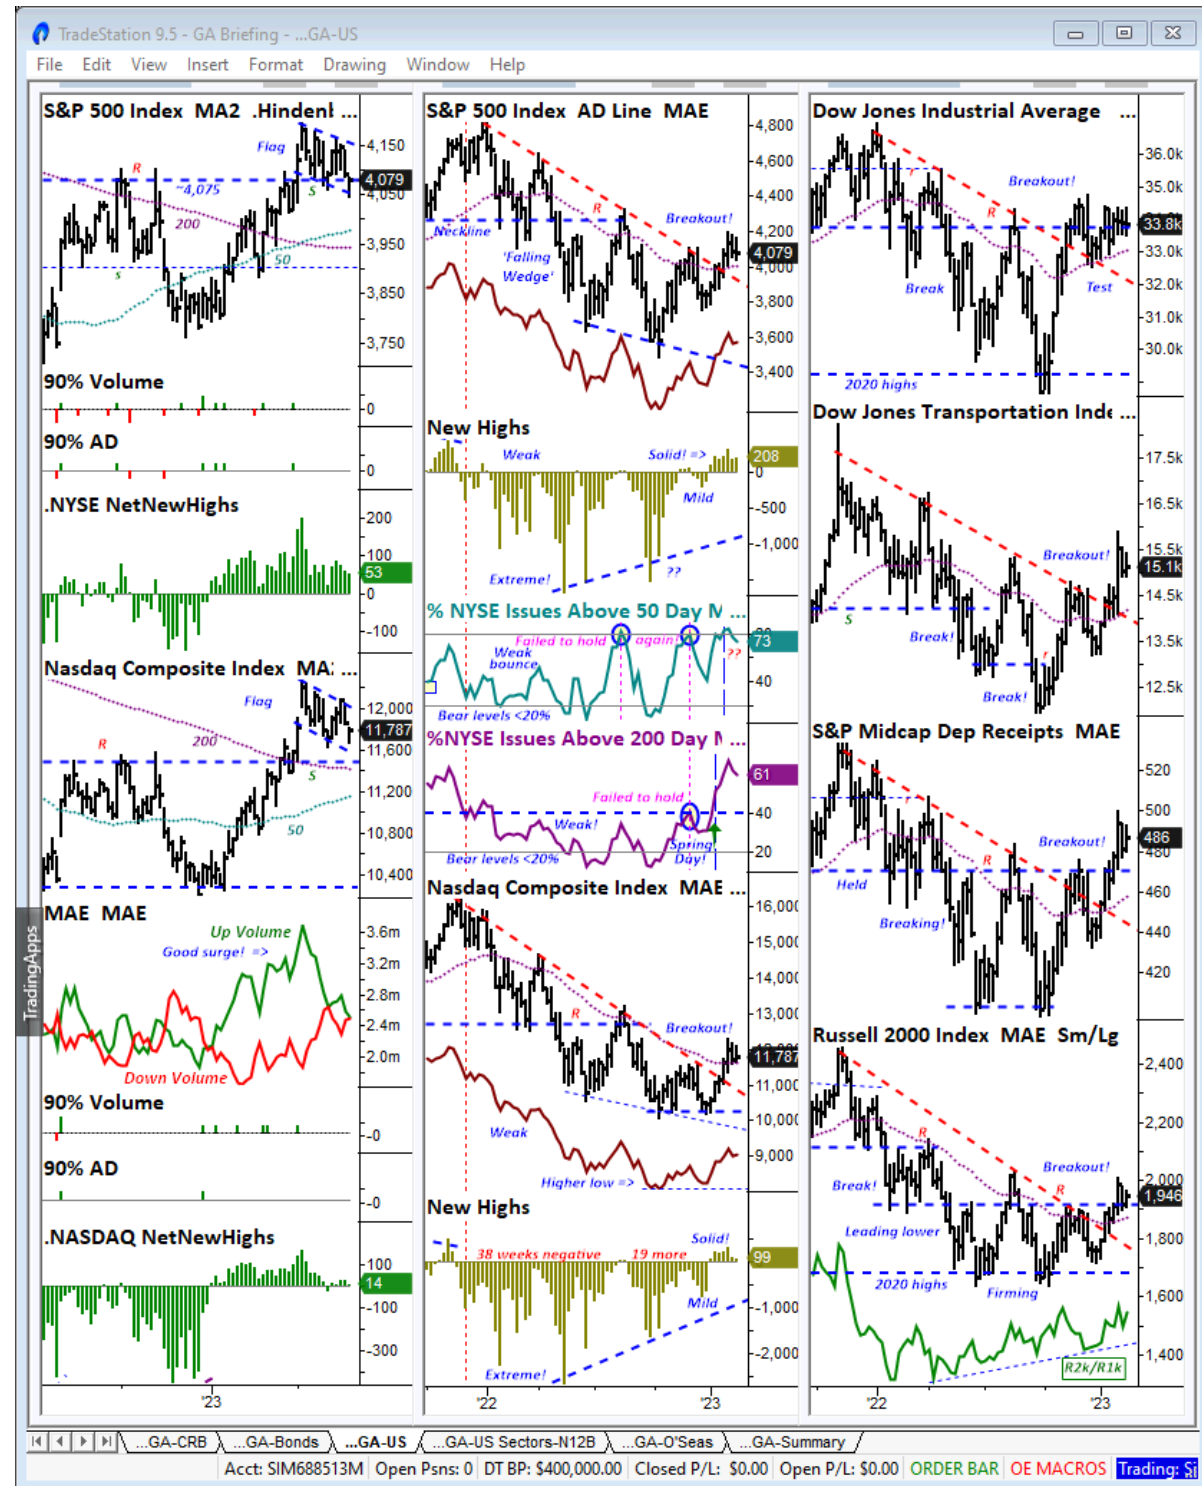 TradeStation 9.5 - GA Briefing - ...GA-US
File Edit View Insert Format Drawing Window Help
S&P 500 Index MA2 .Hindenl ...
Flag
R
~4,075
200
s
S
50
4,150
4,079
4,050
3,950
3,850
3,750
90% Volume
0
90% AD
0
.NYSE NetNewHighs
200
100
53
0
-100
Nasdaq Composite Index MA: ...
Flag
R
200
S
50
12,000
11,787
11,600
11,200
10,800
10,400
MAE MAE
Up Volume
Good surge! =>
Down Volume
3.6m
3.2m
2.8m
2.4m
2.0m
90% Volume
-0
90% AD
-0
.NASDAQ NetNewHighs
100
14
-100
-300
'23
S&P 500 Index AD Line MAE
R
Breakout!
Neckline
'Falling
Wedge'
4,800
4,600
4,400
4,200
4,079
4,000
3,800
3,600
3,400
New Highs
Weak
Solid! =>
Mild
Extreme!
??
208
0
-500
-1,000
% NYSE Issues Above 50 Day M ...
Failed to hold
again!
Weak
bounce
??
Bear levels <20%
73
40
%NYSE Issues Above 200 Day M ...
Failed to hold
Weak!
Spring
Day!
Bear levels <20%
61
40
20
Nasdaq Composite Index MAE ...
R
Breakout!
Weak
Higher low =>
16,000
15,000
14,000
13,000
11,787
11,000
10,000
9,000
New Highs
Solid!
38 weeks negative
19 more
Mild
Extreme!
99
-1,000
-2,000
'22
'23
Dow Jones Industrial Average ...
r
Breakout!
R
Break
Test
2020 highs
36.0k
35.0k
33.8k
33.0k
32.0k
31.0k
30.0k
Dow Jones Transportation Inde ...
Breakout!
S
Break!
r
Break!
17.5k
16.5k
15.5k
15.1k
14.5k
13.5k
12.5k
S&P Midcap Dep Receipts MAE
r
Breakout!
R
Held
Breaking!
520
500
486
480
460
440
420
Russell 2000 Index MAE Sm/Lg
R
Breakout!
R
Break!
Leading lower
2020 highs
Firming
R2k/R1k
2,400
2,200
2,000
1,946
1,800
1,600
1,400
'22
'23
TradingApps
...GA-CRB ...GA-Bonds ...GA-US ...GA-US Sectors-N12B ...GA-O'Seas ...GA-Summary
Acct: SIM688513M Open Psns: 0 DT BP: $400,000.00 Closed P/L: $0.00 Open P/L: $0.00 ORDER BAR OE MACROS Trading: Si